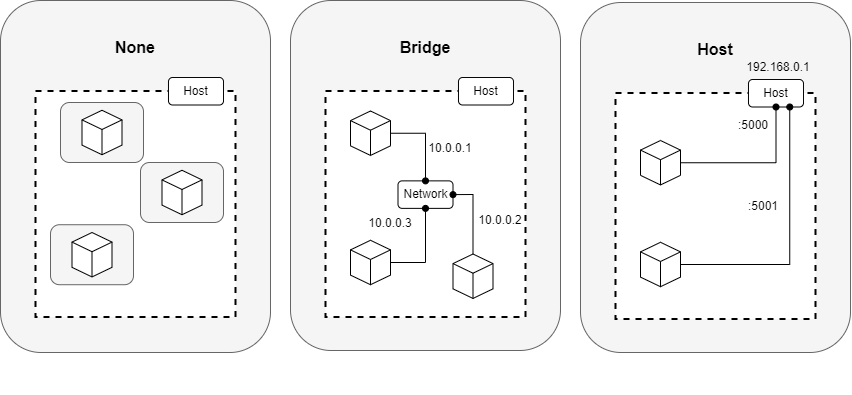 None
Host
Bridge
Host
10.0.0.1
Network
10.0.0.3
10.0.0.2
Host
192.168.0.1
Host
:5000
:5001